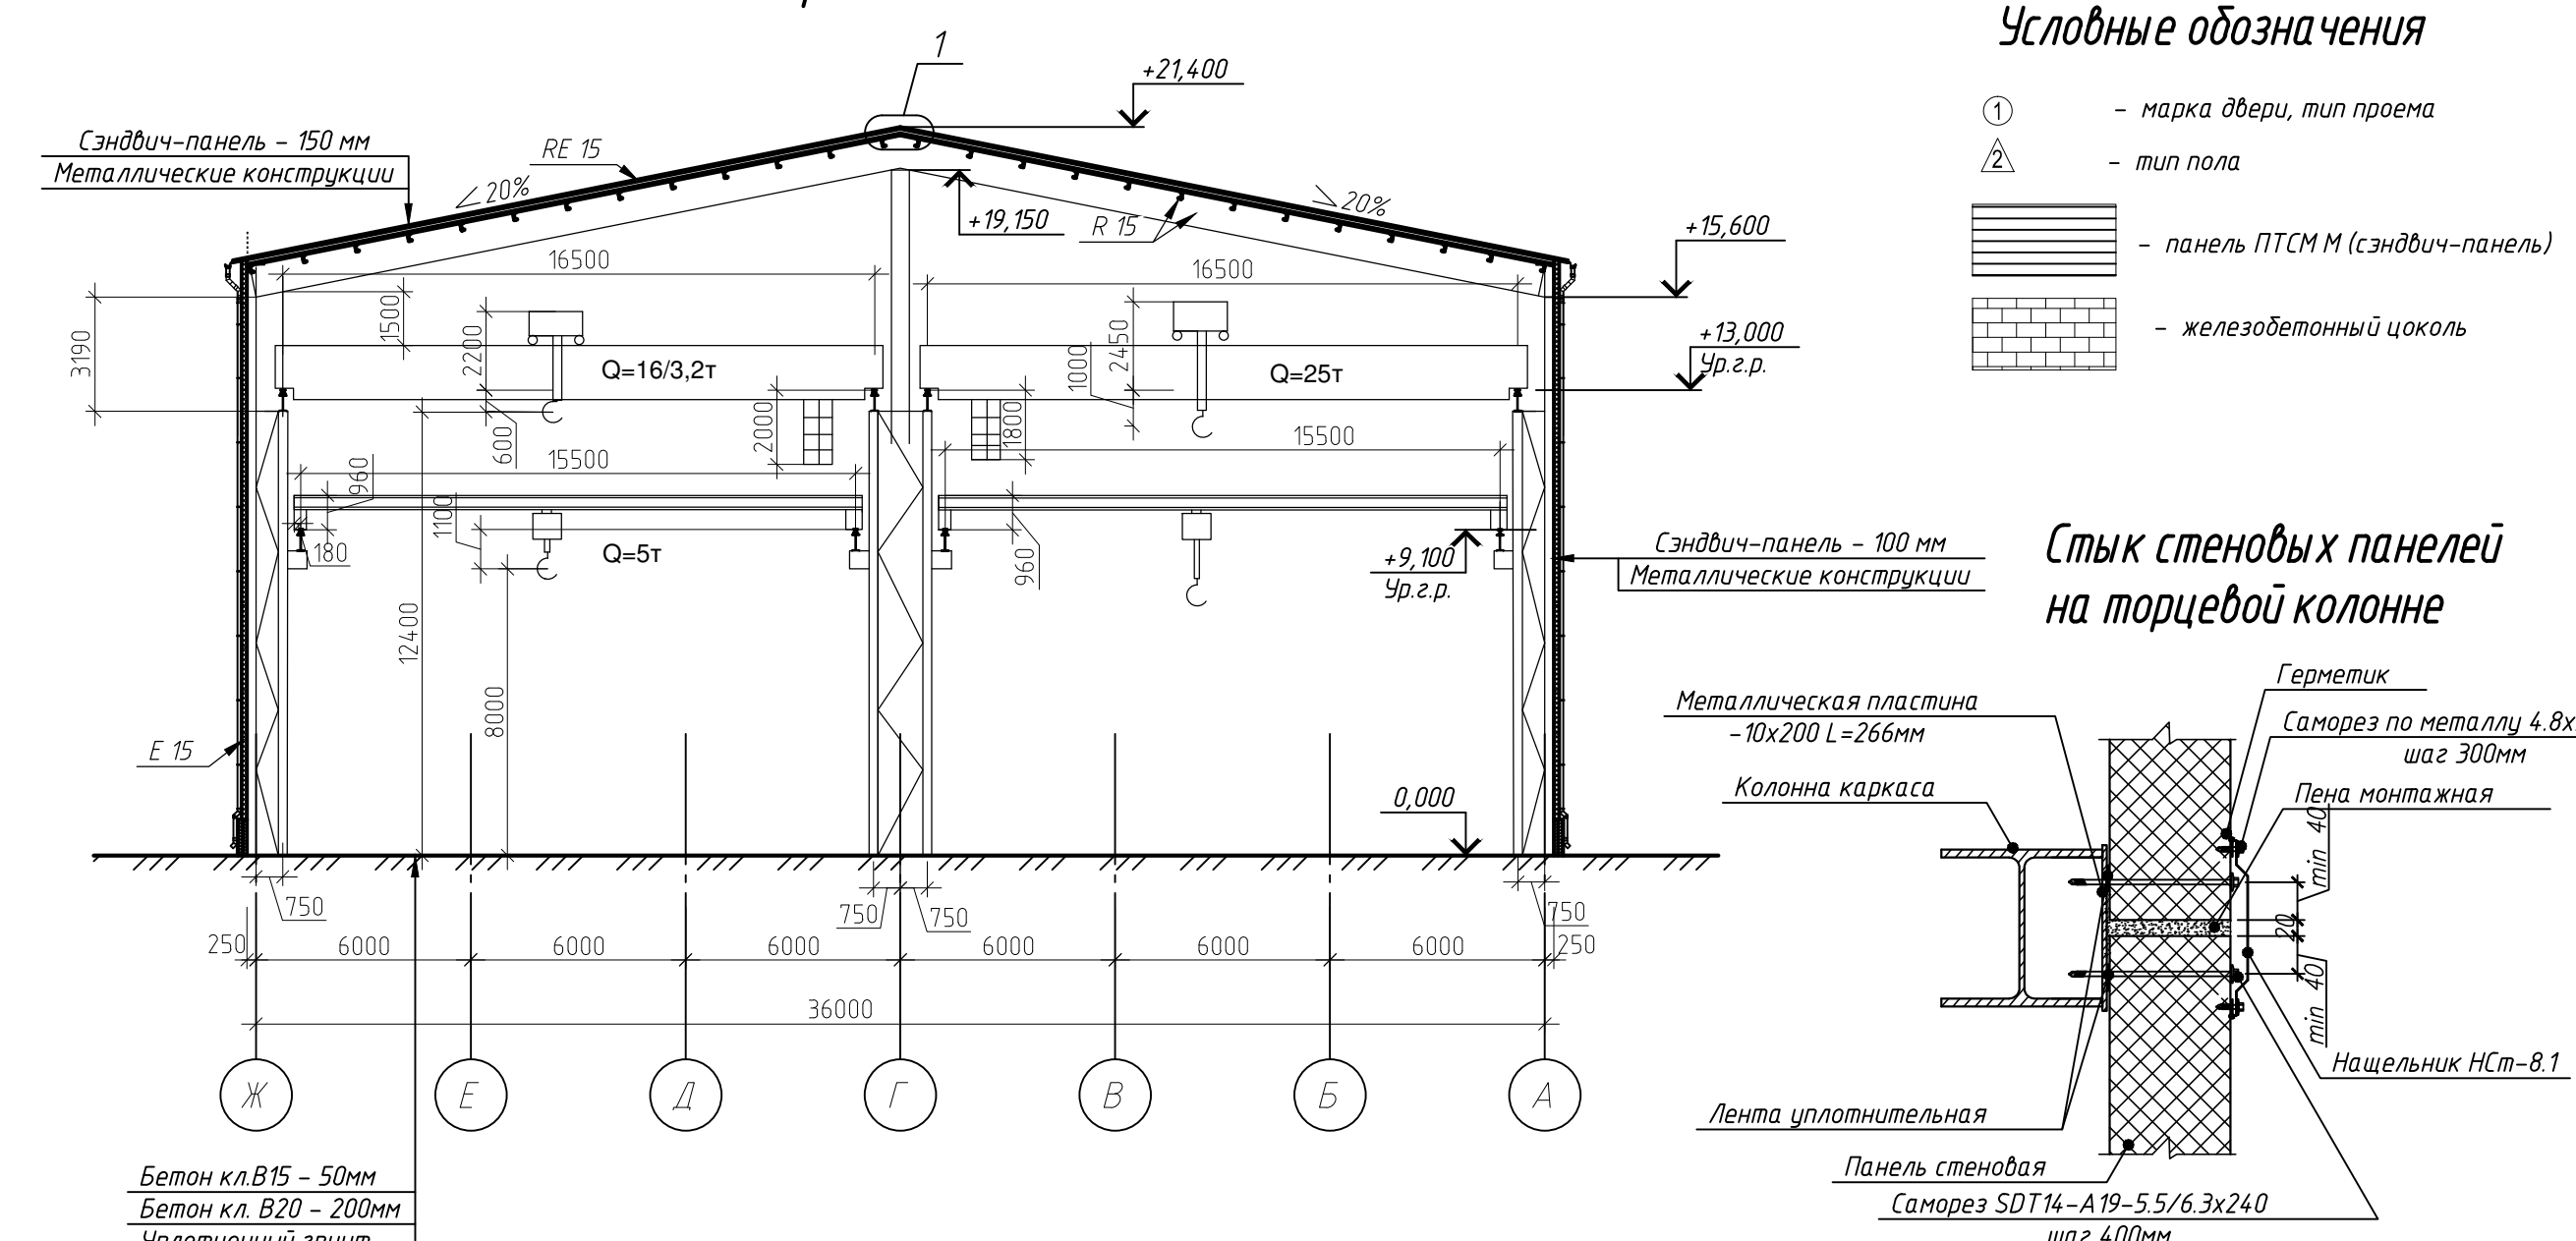 Условные обозначения
1
+21,400
1
– марка двери, тип проема
2
– тип пола
– панель ПТСМ М (сэндвич-панель)
– железобетонный цоколь
Сэндвич-панель – 150 мм
Металлические конструкции
RE 15
20%
20%
+19,150
R 15
+15,600
16500
16500
3190
1500
2200
2450
1000
+13,000
Ур.г.р.
Q=16/3,2т
Q=25т
2000
1800
600
15500
15500
960
1100
180
Q=5т
960
+9,100
Ур.г.р.
Сэндвич-панель – 100 мм
Металлические конструкции
12400
8000
E 15
0,000
750
750
750
750
250
6000
6000
6000
6000
6000
6000
250
36000
Ж
Е
Д
Г
В
Б
А
Бетон кл.В15 – 50мм
Бетон кл. В20 – 200мм
Стык стеновых панелей
на торцевой колонне
Герметик
Металлическая пластина
-10х200 L=266мм
Саморез по металлу 4.8х
шаг 300мм
Колонна каркаса
Пена монтажная
min 40
20
min 40
Нащельник НСт-8.1
Лента уплотнительная
Панель стеновая
Саморез SDT14-А19-5.5/6.3х240
шаг 400мм